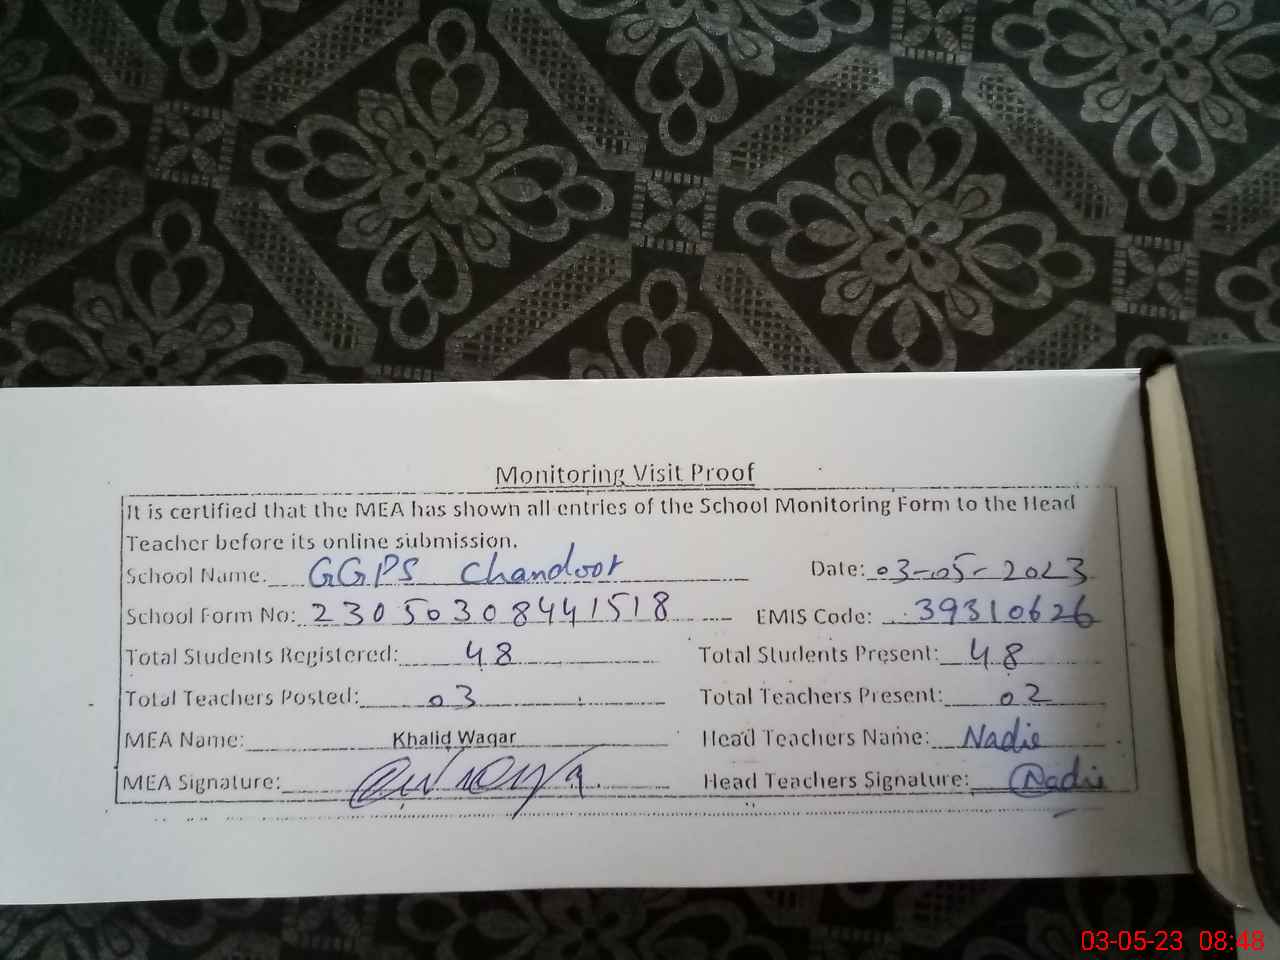 Monitoring Visit Proof
It is certified that the MEA has shown all entries of the School Monitoring Form to the Head
Teacher before its online submission.
School Name. GGPS Chandoot Date: 03-05-2023
School Form No: 230503084441518 EMIS Code: 39310626
Total Students Registered: 48 Total Students Present: 48
Total Teachers Posted: 03 Total Teachers Present: 02
MEA Name: Khalid Waqar Head Teachers Name: Nadie
MEA Signature: Head Teachers Signature: Nadie
03-05-23 08:48